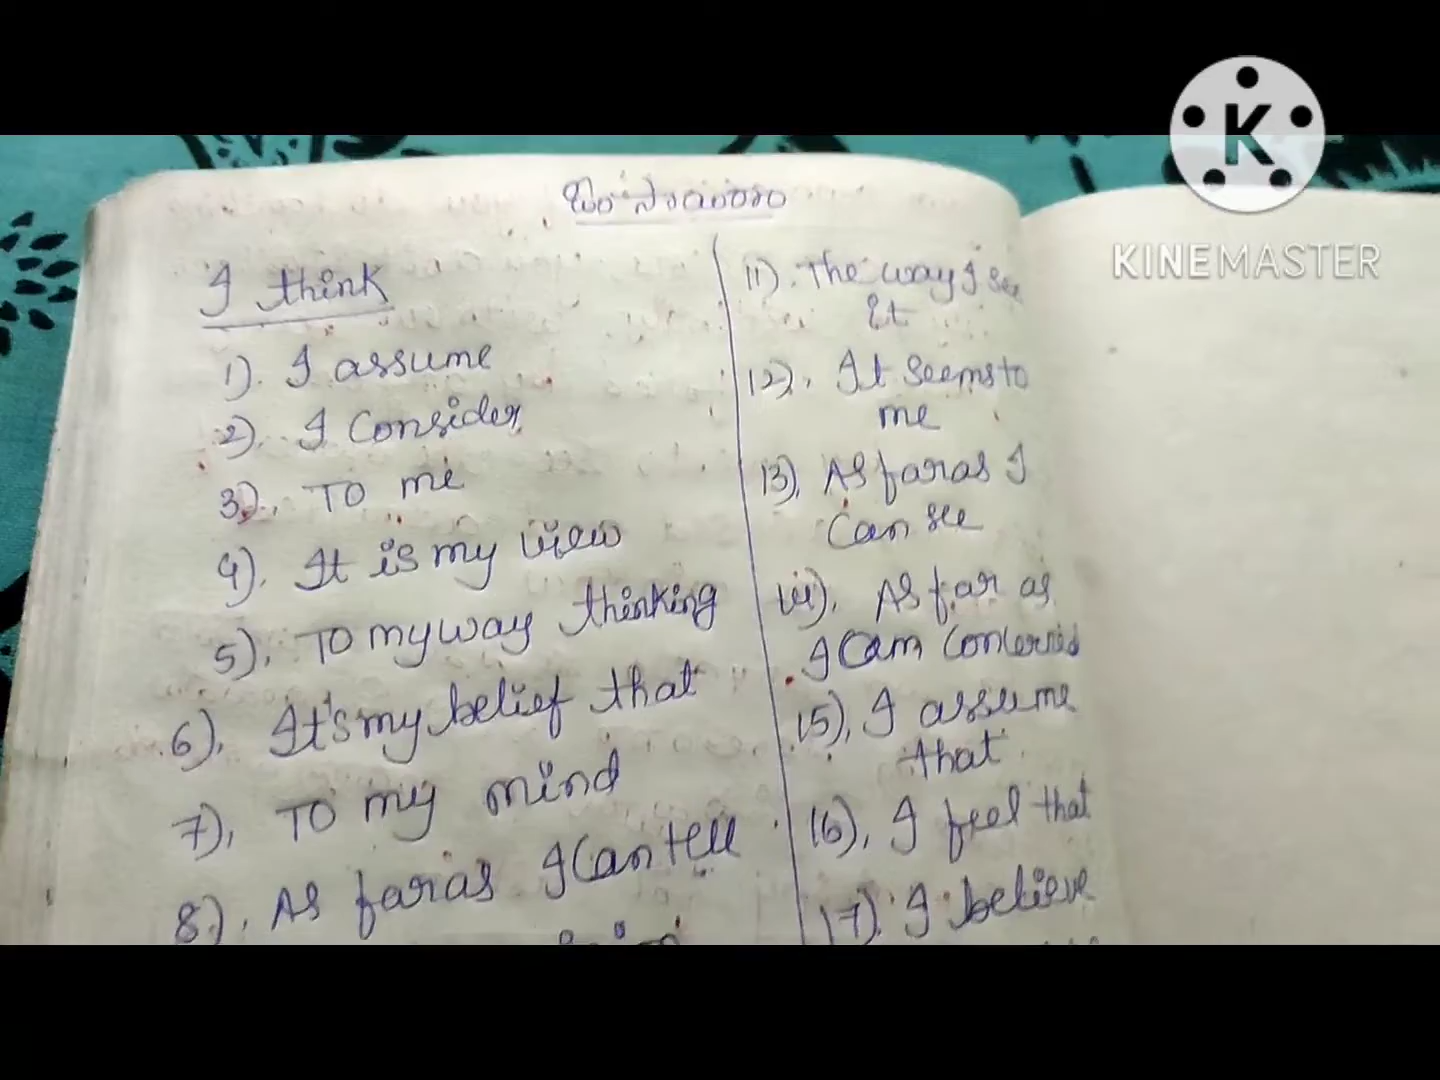 ఓం సాయిరాం
I think
1). I assume
2). I Consider
3). To me
4). It is my view
5). To my way thinking
6). It's my belief that
7), To my mind
8). As far as I Can tell
11). The way I see
it
12), It seems to
me
13), As far as I
Can see
14). As far as
I Cam Conlerned
15), I assume
that
16), I feel that
17). I believe
K
KINEMASTER